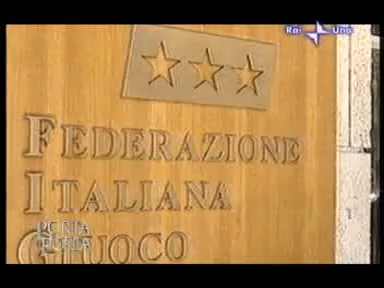 Rai Uno
FEDERAZIONE
ITALIANA
GIUOCO
PORTA
A PORTA